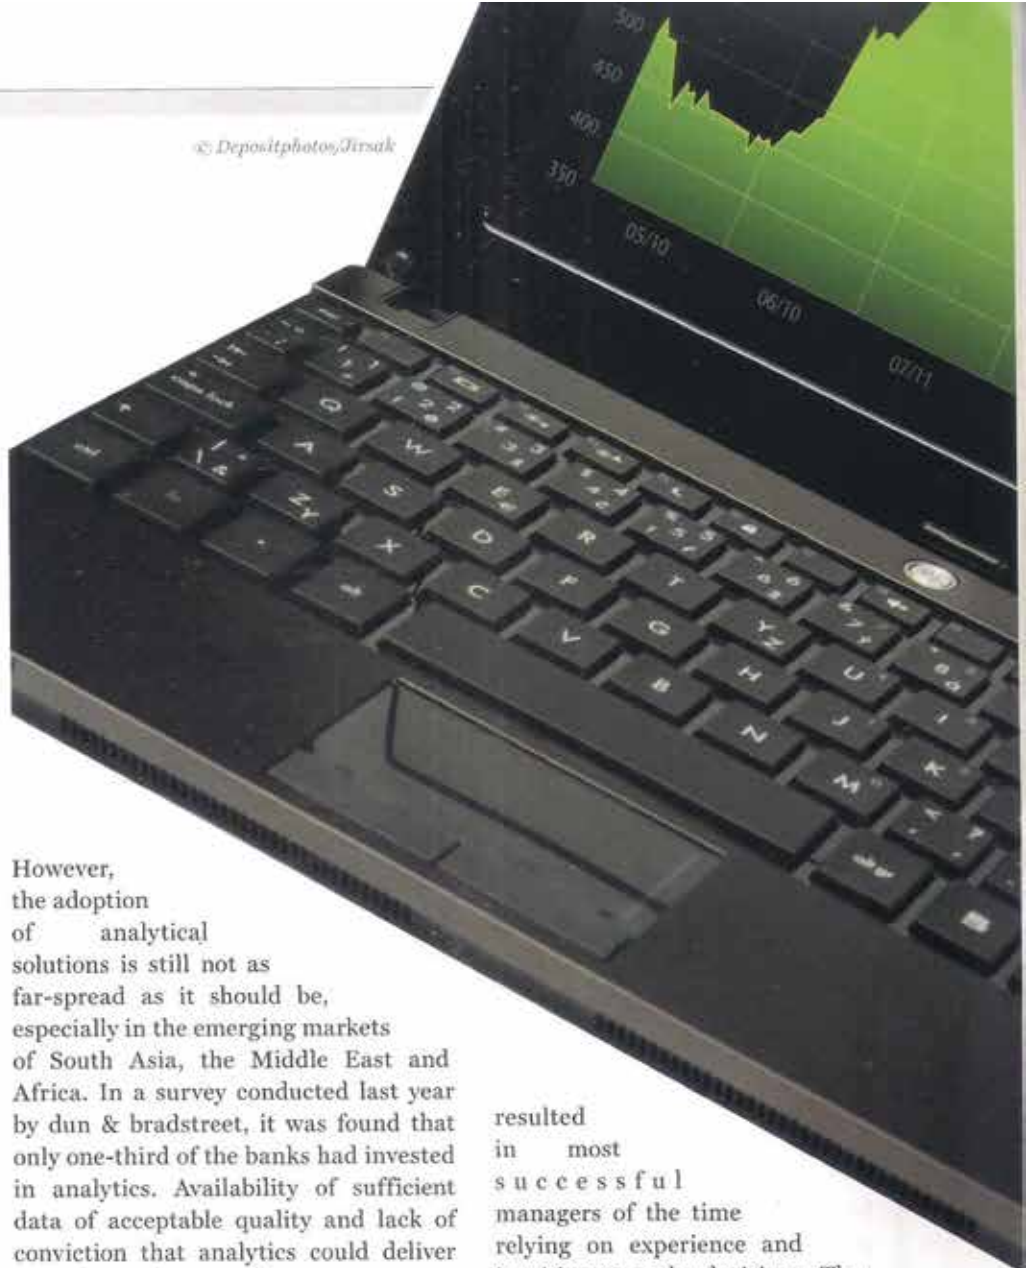 © Depositphotos/Jirsak
500
450
400
350
05/10
06/10
07/11
Q
W
E
R
T
U
I
A
S
D
F
G
H
J
K
X
C
V
B
N
M
However,
the adoption
of analytical
solutions is still not as
far-spread as it should be,
especially in the emerging markets
of South Asia, the Middle East and
Africa. In a survey conducted last year
by dun & bradstreet, it was found that
only one-third of the banks had invested
in analytics. Availability of sufficient
data of acceptable quality and lack of
conviction that analytics could deliver
resulted
in most
successful
managers of the time
relying on experience and